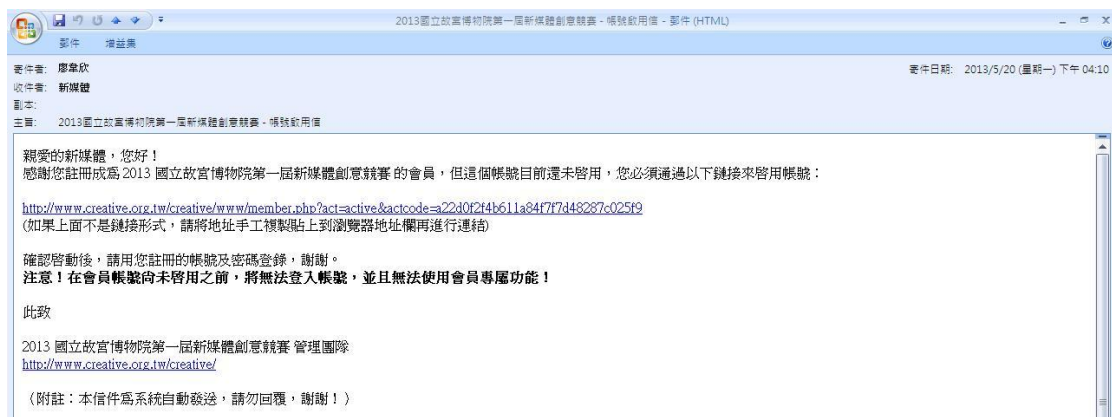 2013國立故宮博物院第一屆新媒體創意競賽 - 帳號啟用信 - 郵件 (HTML)
郵件 增益集
寄件者: 廖韋欣 寄件日期: 2013/5/20 (星期一) 下午 04:10
收件者: 新媒體
副本:
主旨: 2013國立故宮博物院第一屆新媒體創意競賽 - 帳號啟用信
親愛的新媒體，您好！
感謝您註冊成為 2013 國立故宮博物院第一屆新媒體創意競賽 的會員，但這個帳號目前還未啓用，您必須通過以下鏈接來啓用帳號：
http://www.creative.org.tw/creative/www/member.php?act=active&actcode=a22d0f2f4b611a84f7f7d48287c025f9
(如果上面不是鏈接形式，請將地址手工複製貼上到瀏覽器地址欄再進行連結)
確認啓動後，請用您註冊的帳號及密碼登錄，謝謝。
注意！在會員帳號尚未啓用之前，將無法登入帳號，並且無法使用會員專屬功能！
此致
2013 國立故宮博物院第一屆新媒體創意競賽 管理團隊
http://www.creative.org.tw/creative/
（附註：本信件為系統自動發送，請勿回覆，謝謝！）